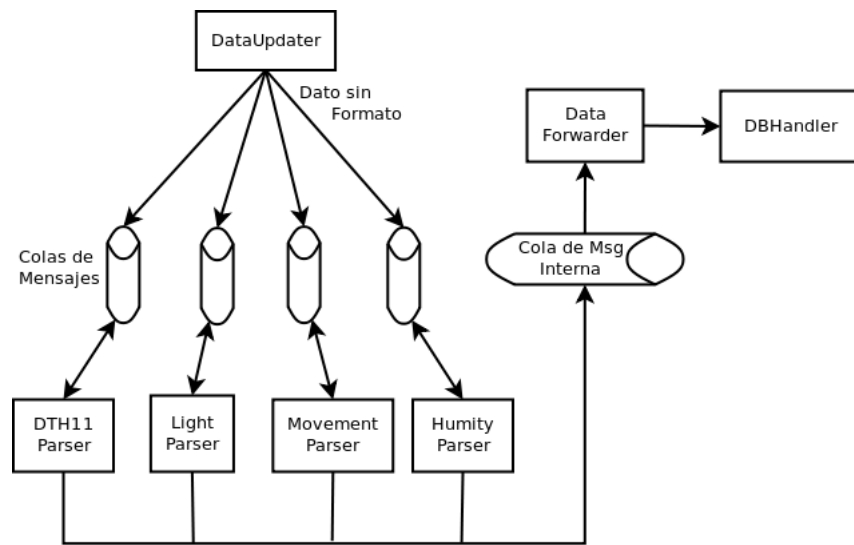 DataUpdater
Dato sin
Formato
Data
Forwarder
DBHandler
Colas de
Mensajes
Cola de Msg
Interna
DTH11
Parser
Light
Parser
Movement
Parser
Humity
Parser